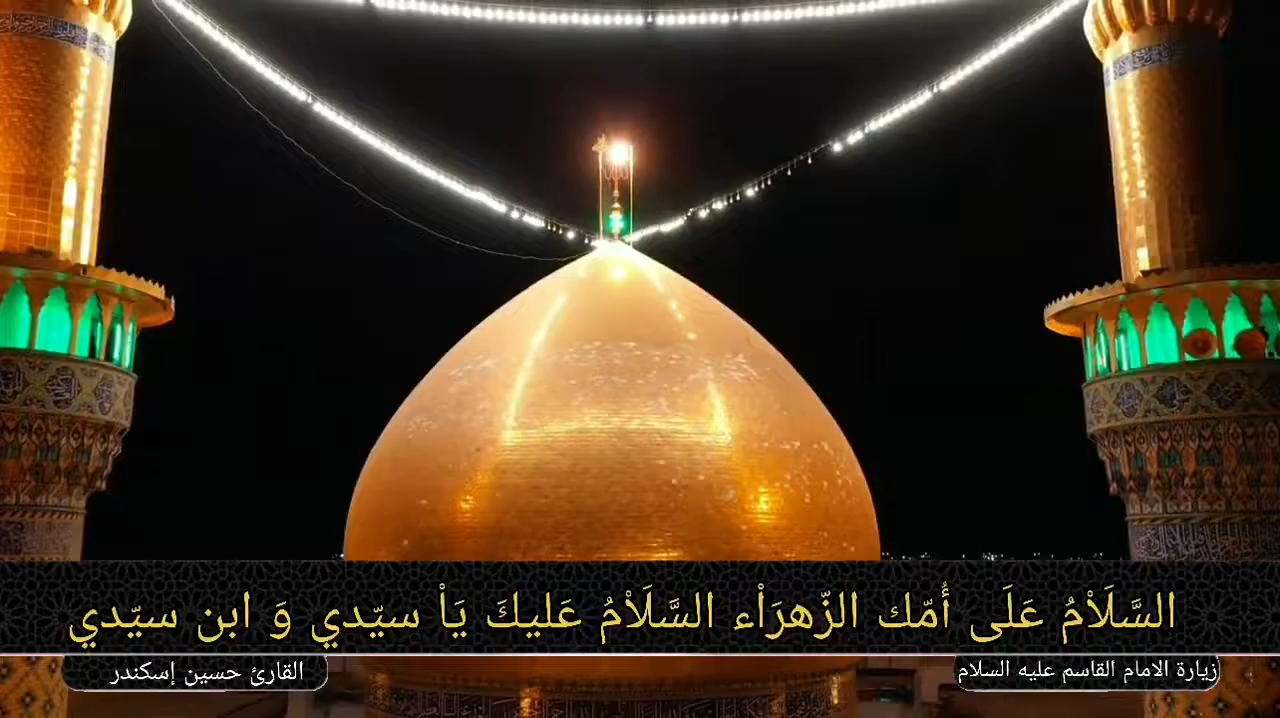 السَّلَاْمُ عَلَى أُمّك الزّهرَاْء السَّلَاْمُ عَليكَ يَاْ سيّدي وَ ابن سيّدي
زيارة الامام القاسم عليه السلام
القارئ حسين إسكندر